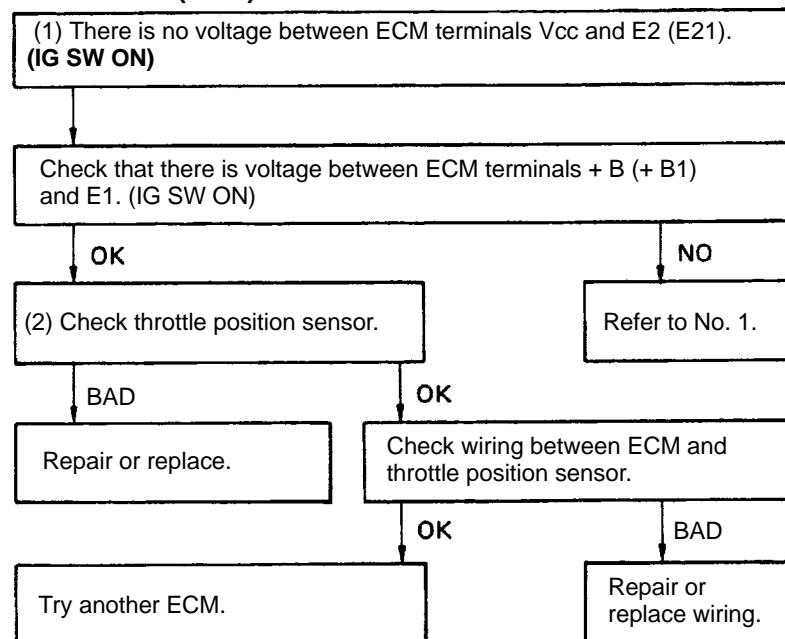 (1) There is no voltage between ECM terminals Vcc and E2 (E21).
(IG SW ON)
Check that there is voltage between ECM terminals + B (+ B1)
and E1. (IG SW ON)
OK
NO
(2) Check throttle position sensor.
Refer to No. 1.
BAD
OK
Repair or replace.
Check wiring between ECM and
throttle position sensor.
OK
BAD
Try another ECM.
Repair or
replace wiring.